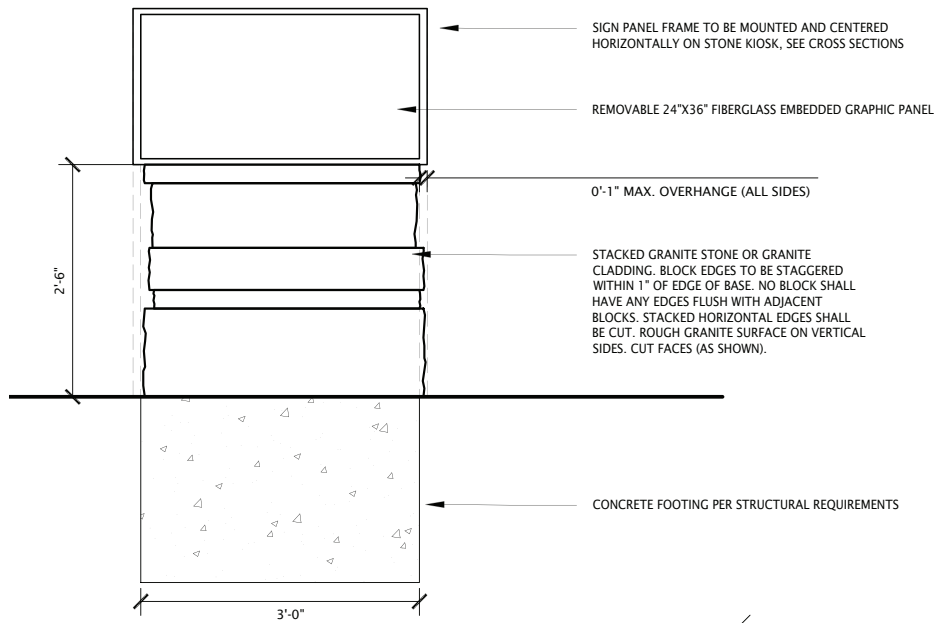 SIGN PANEL FRAME TO BE MOUNTED AND CENTERED
HORIZONTALLY ON STONE KIOSK, SEE CROSS SECTIONS
REMOVABLE 24"X36" FIBERGLASS EMBEDDED GRAPHIC PANEL
0'-1" MAX. OVERHANGE (ALL SIDES)
STACKED GRANITE STONE OR GRANITE
CLADDING. BLOCK EDGES TO BE STAGGERED
WITHIN 1" OF EDGE OF BASE. NO BLOCK SHALL
HAVE ANY EDGES FLUSH WITH ADJACENT
BLOCKS. STACKED HORIZONTAL EDGES SHALL
BE CUT. ROUGH GRANITE SURFACE ON VERTICAL
SIDES. CUT FACES (AS SHOWN).
2'-6"
CONCRETE FOOTING PER STRUCTURAL REQUIREMENTS
3'-0"